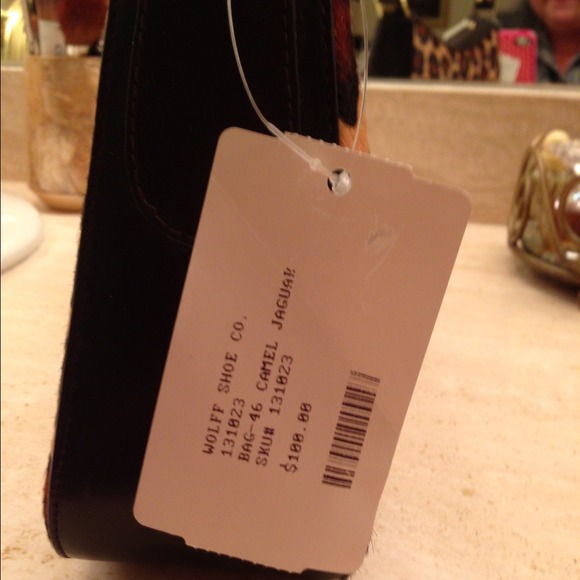 WOLFF SHOE CO.
131023
BAG-46 CAMEL JAGUAR
SKU# 131023
$100.00